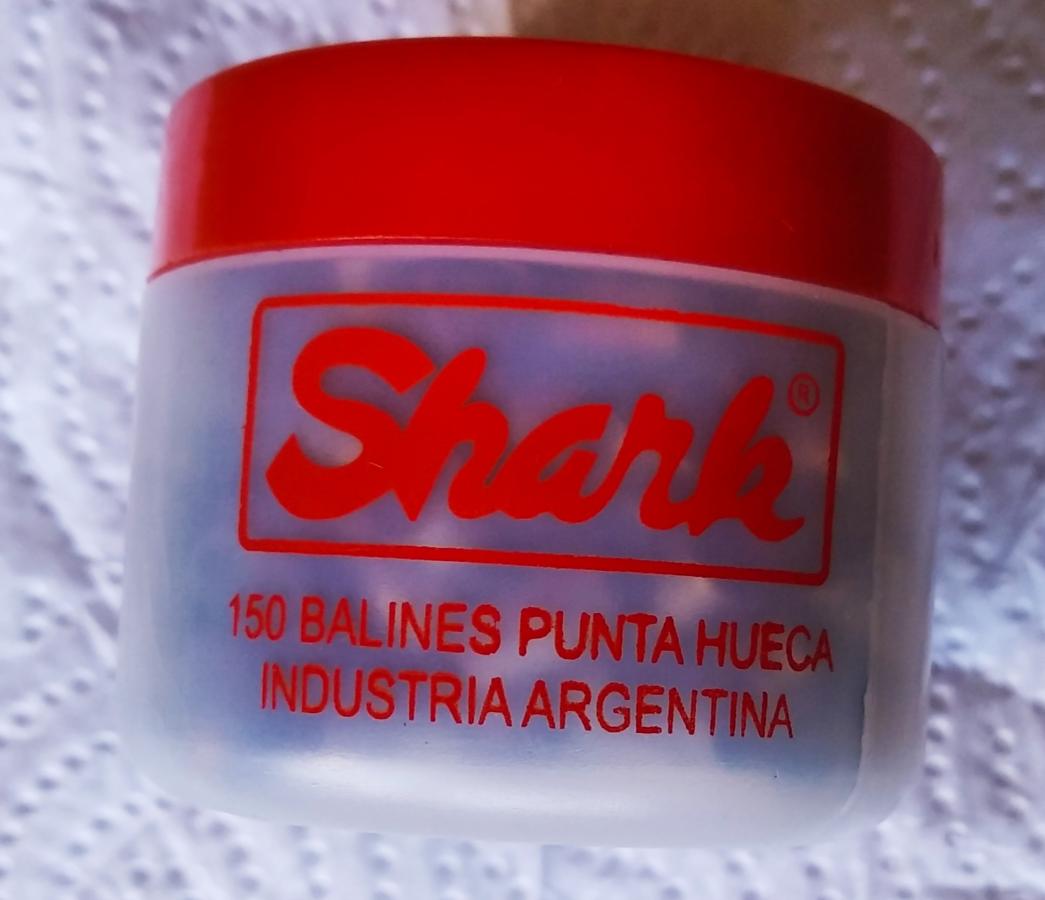 Shark®
150 BALINES PUNTA HUECA
INDUSTRIA ARGENTINA